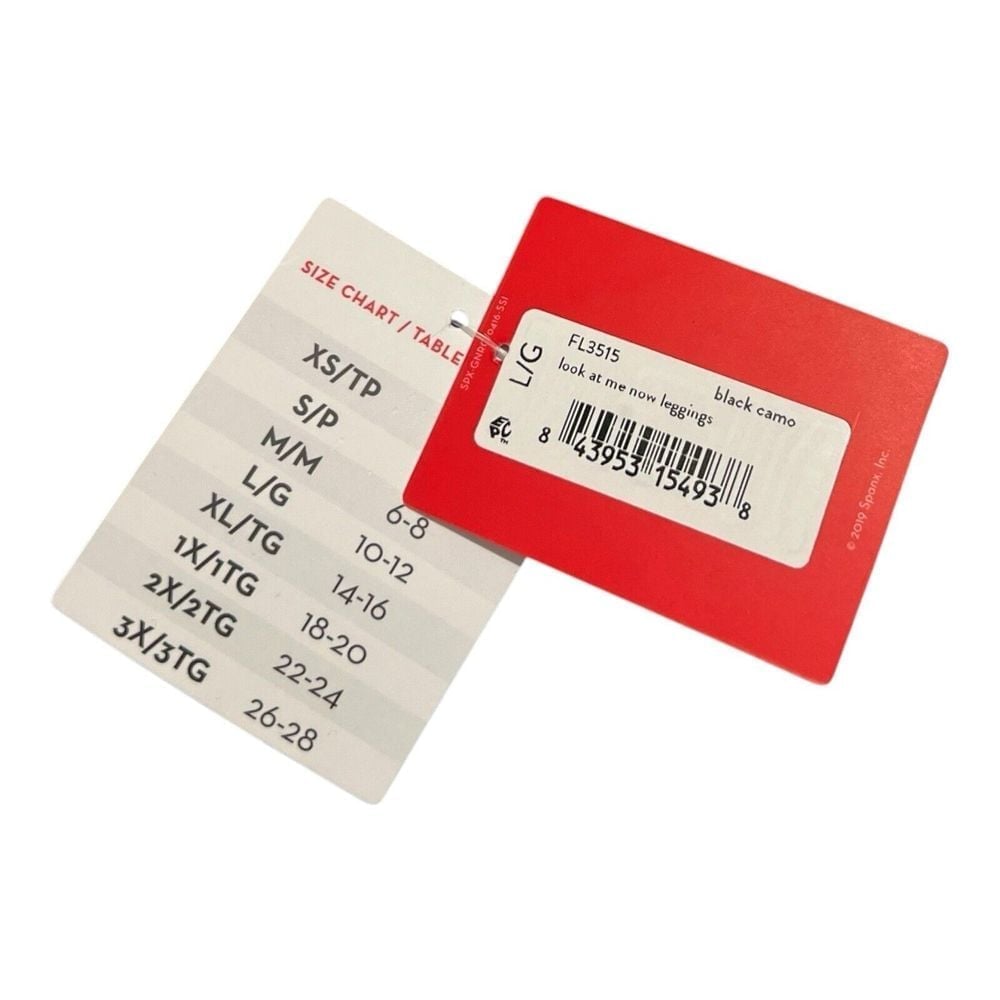 SIZE CHART / TABLE
XS/TP
S/P
M/M 6-8
L/G 10-12
XL/TG 14-16
1X/1TG 18-20
2X/2TG 22-24
3X/3TG 26-28
L/G
FL3515
look at me now leggings black camo
8 43953 15493 8
© 2019 Spanx, Inc.